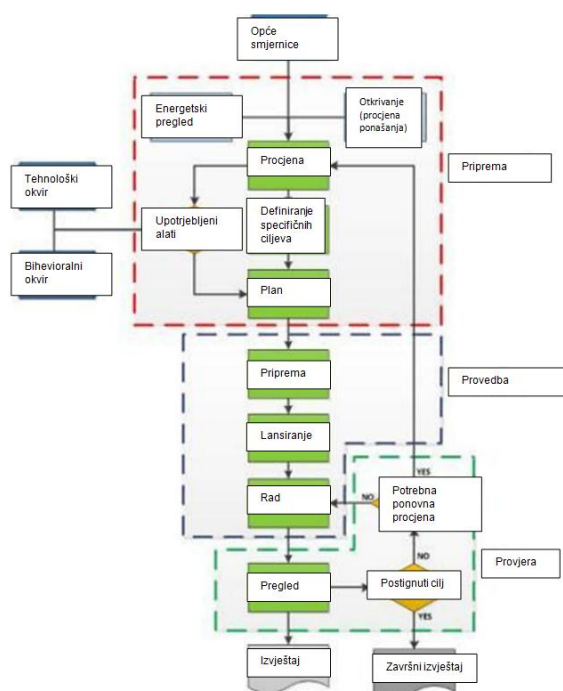 Opće
smjernice
Energetski
pregled
Otkrivanje
(procjena
ponašanja)
Procjena
Priprema
Tehnološki
okvir
Upotrjebljeni
alati
Definiranje
specifičnih
ciljeva
Bihevioralni
okvir
Plan
Priprema
Provedba
Lansiranje
YES
Rad
NO
Potrebna
ponovna
procjena
NO
Provjera
Pregled
Postignuti cilj
YES
Izvještaj
Završni izvještaj